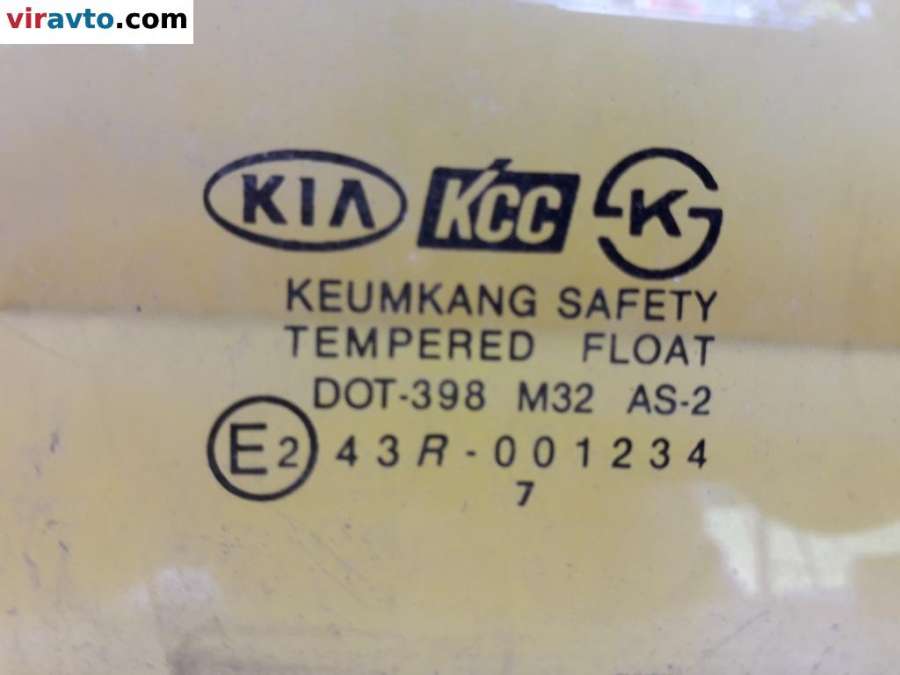 viravto.com
KIA KCC K
KEUMKANG SAFETY
TEMPERED FLOAT
DOT-398 M32 AS-2
E2 43R-001234
7